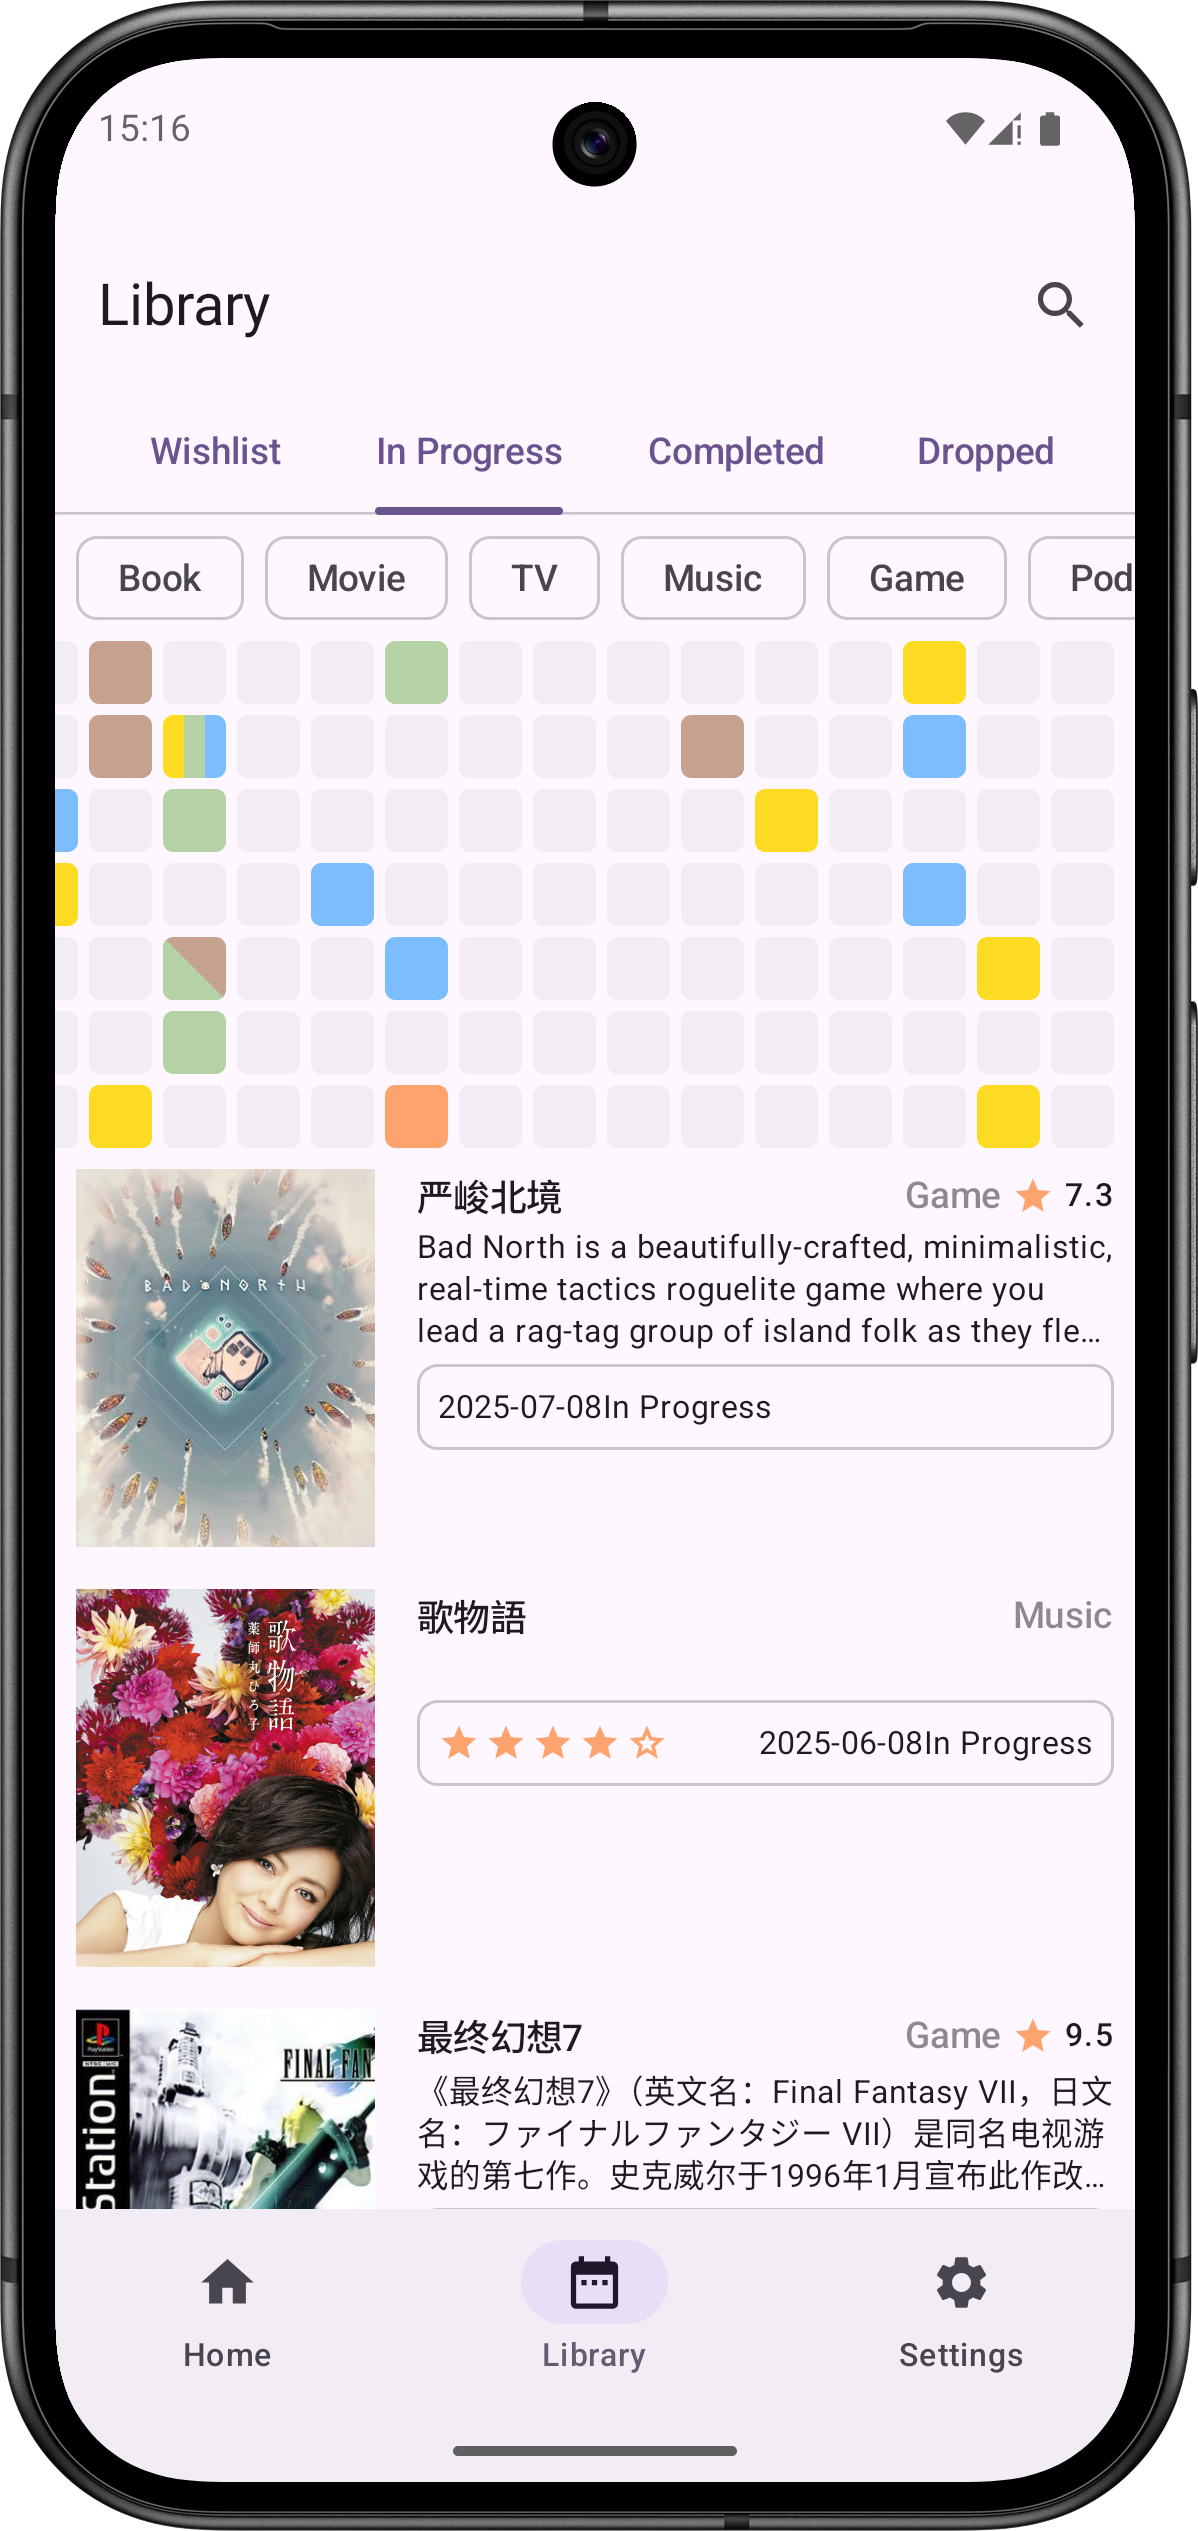 15:16
Library
Wishlist
In Progress
Completed
Dropped
Book
Movie
TV
Music
Game
Pod
严峻北境
Game
7.3
BAD NORTH
Bad North is a beautifully-crafted, minimalistic,
real-time tactics roguelite game where you
lead a rag-tag group of island folk as they fle…
2025-07-08In Progress
歌物語
Music
歌物語
薬師丸ひろ子
2025-06-08In Progress
最终幻想7
Game
9.5
PlayStation
NTSC U/C
Station
FINAL FAN
《最终幻想7》（英文名：Final Fantasy VII，日文
名：ファイナルファンタジー VII）是同名电视游
戏的第七作。史克威尔于1996年1月宣布此作改…
Home
Library
Settings